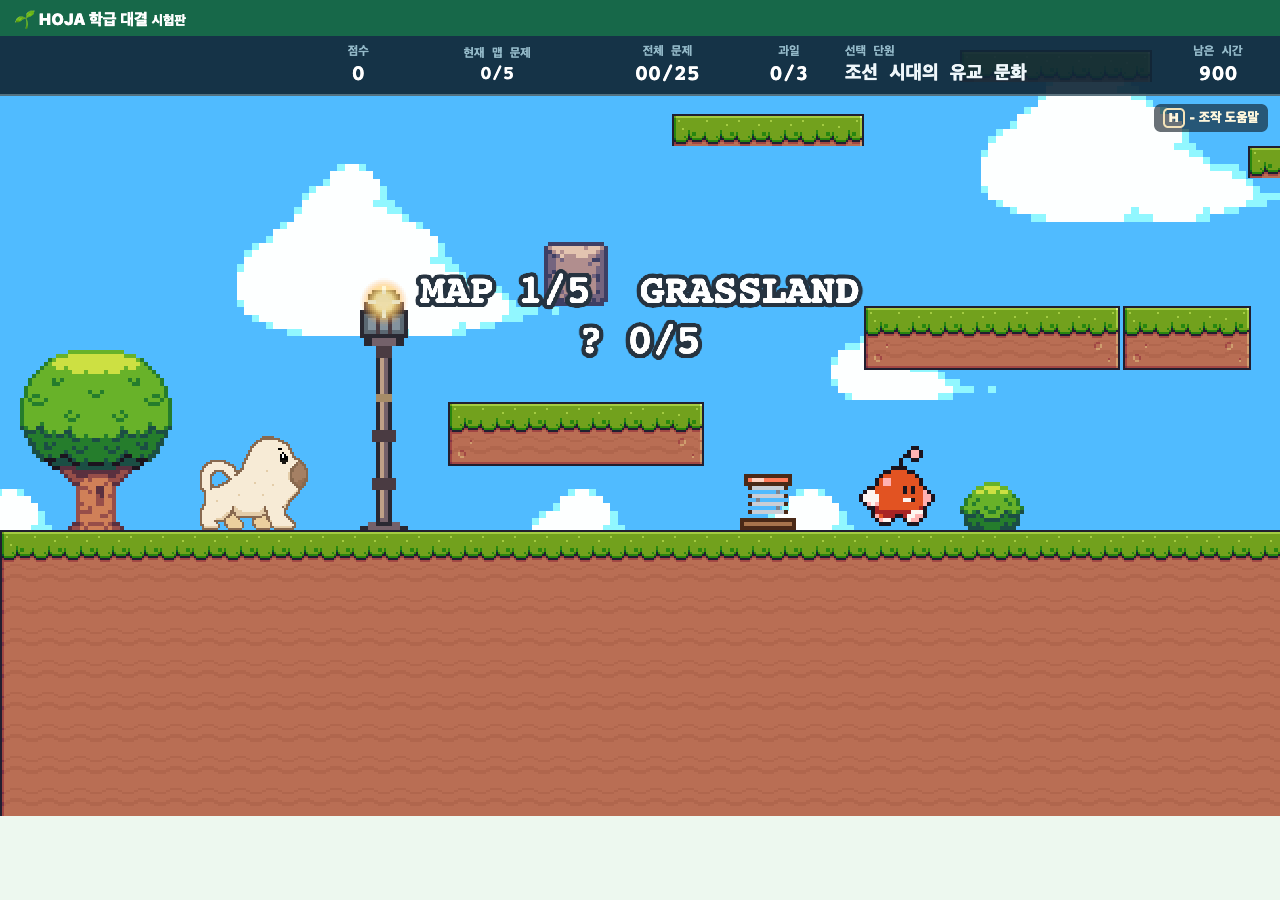 HOJA 학급 대결 시험판
점수
0
현재 맵 문제
0/5
전체 문제
00/25
과일
0/3
선택 단원
조선 시대의 유교 문화
남은 시간
900
H - 조작 도움말
MAP 1/5 GRASSLAND
? 0/5